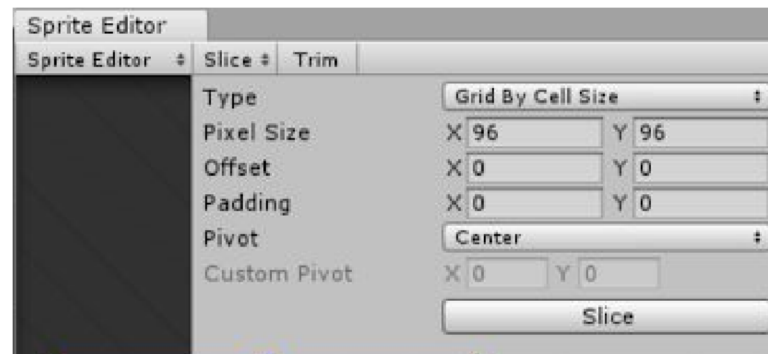 Sprite Editor
Sprite Editor Slice Trim
Type Grid By Cell Size
Pixel Size X 96 Y 96
Offset X 0 Y 0
Padding X 0 Y 0
Pivot Center
Custom Pivot X 0 Y 0
Slice